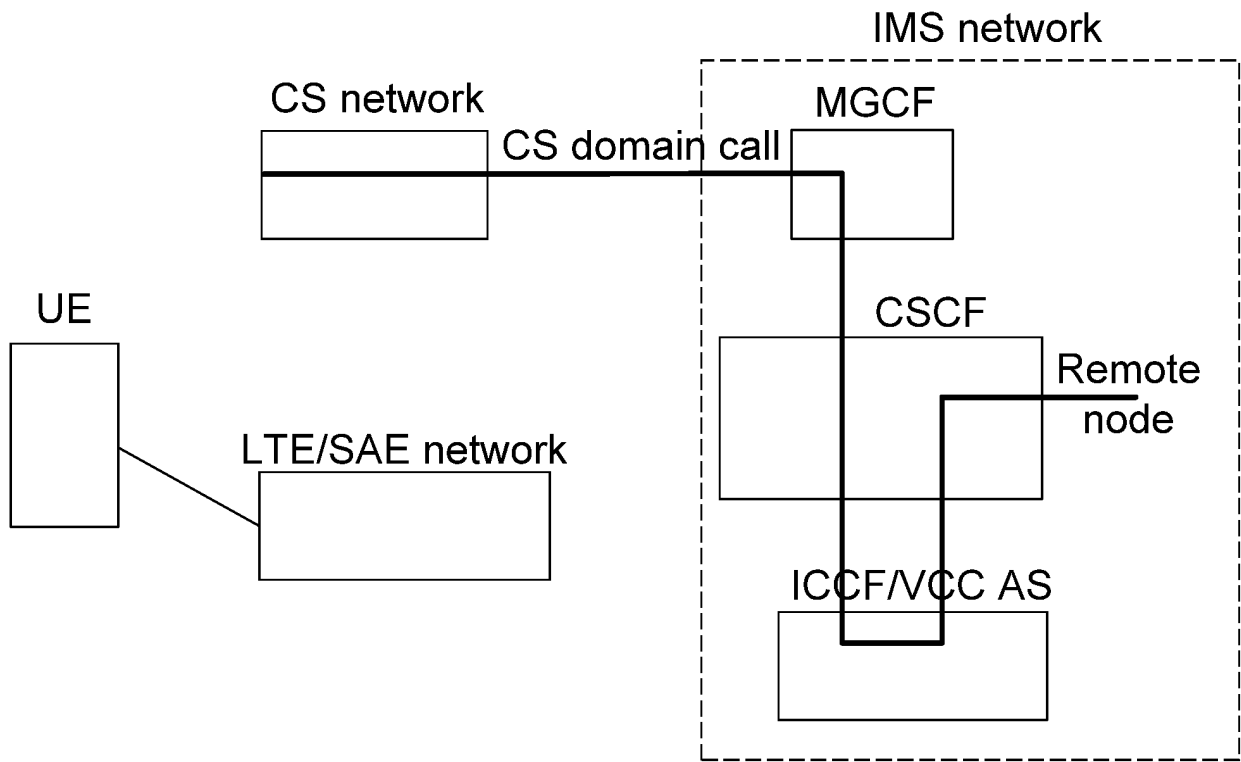 IMS network
CS network
MGCF
CS domain call
UE
CSCF
Remote
node
LTE/SAE network
ICCF/VCC AS